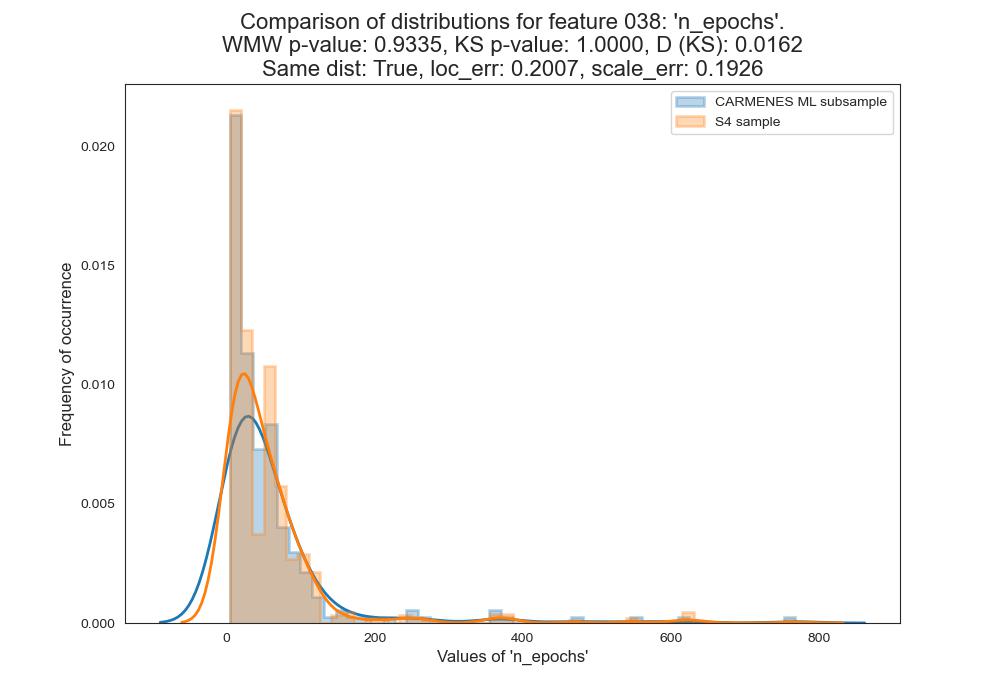 Comparison of distributions for feature 038: 'n_epochs'.
WMW p-value: 0.9335, KS p-value: 1.0000, D (KS): 0.0162
Same dist: True, loc_err: 0.2007, scale_err: 0.1926
CARMENES ML subsample
S4 sample
Frequency of occurrence
0.020
0.015
0.010
0.005
0.000
0
200
400
600
800
Values of 'n_epochs'